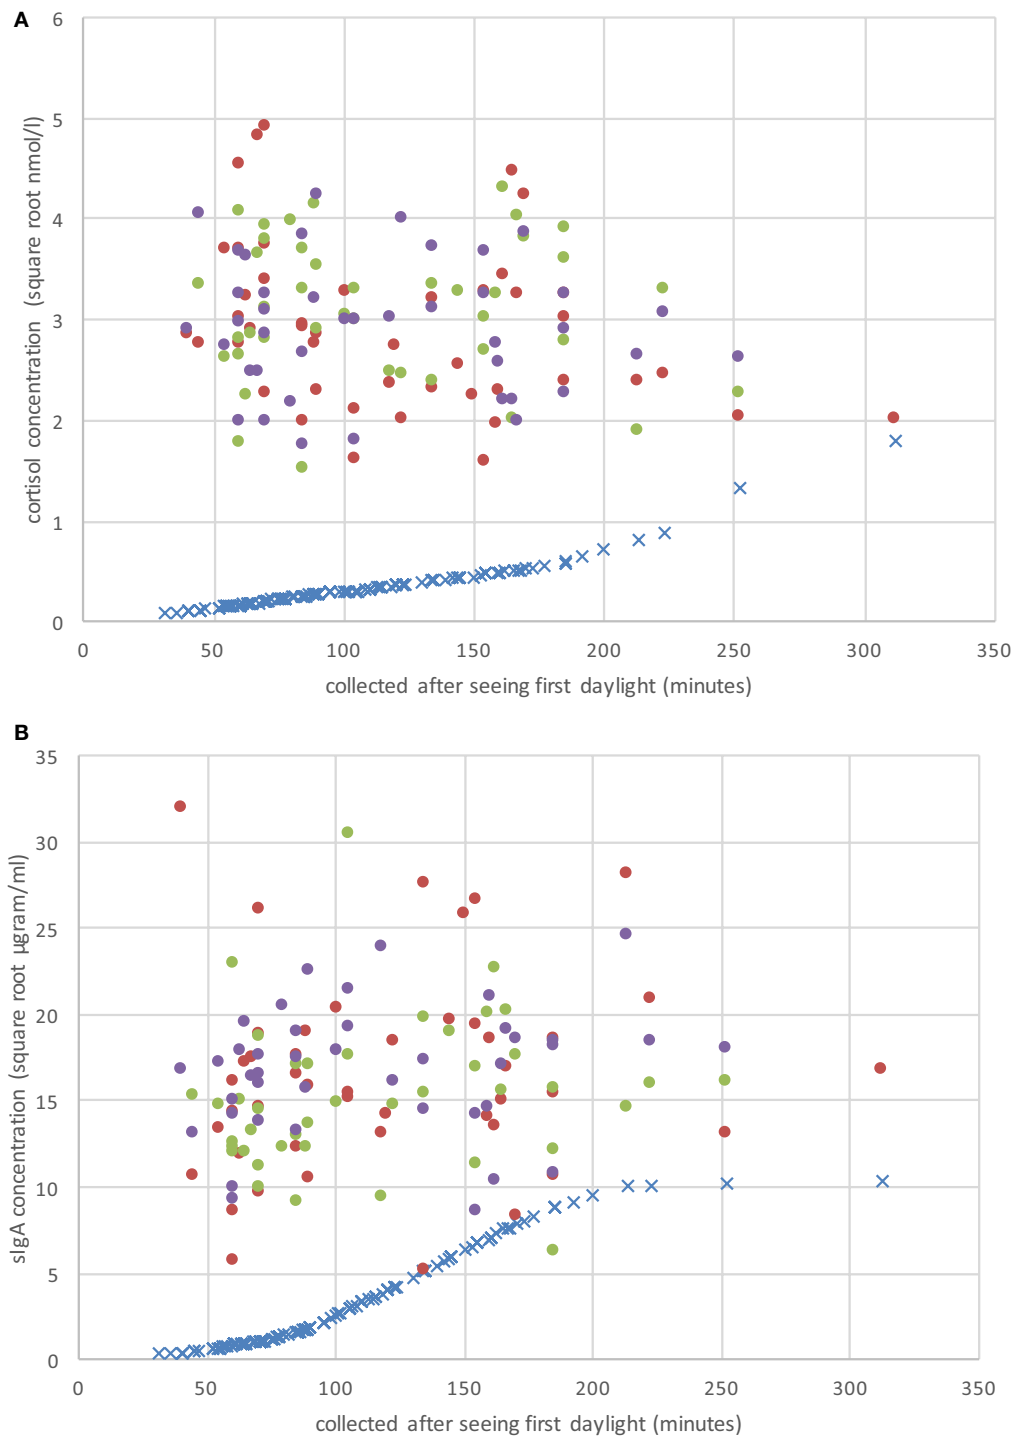 A
6
5
4
3
2
1
0
cortisol concentration (square root nmol/l)
0 50 100 150 200 250 300 350
collected after seeing first daylight (minutes)
B
35
30
25
20
15
10
5
0
sIgA concentration (square root µgram/ml)
0 50 100 150 200 250 300 350
collected after seeing first daylight (minutes)